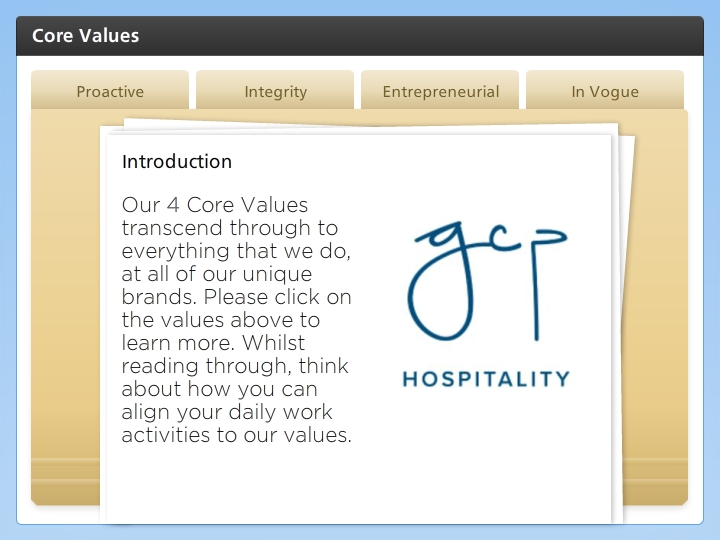 Core Values
Proactive
Integrity
Entrepreneurial
In Vogue
Introduction
Our 4 Core Values
transcend through to
everything that we do,
at all of our unique
brands. Please click on
the values above to
learn more. Whilst
reading through, think
about how you can
align your daily work
activities to our values.
gcp
HOSPITALITY